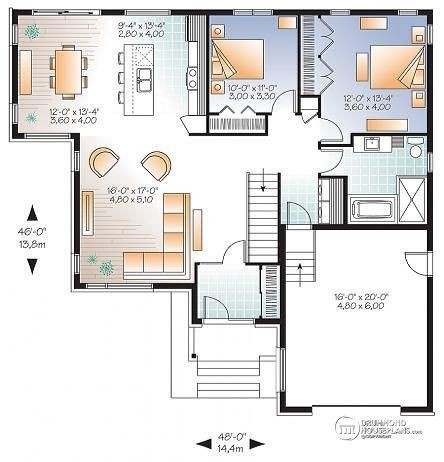 9'-4" x 13'-4"
2,80 x 4,00
12'-0" x 13'-4"
3,60 x 4,00
10'-0" x 11'-0"
3,00 x 3,30
12'-0" x 13'-4"
3,60 x 4,00
16'-0" x 17'-0"
4,80 x 5,10
46'-0"
13,8m
16'-0" x 20'-0"
4,80 x 6,00
48'-0"
14,4m
DRUMMOND
HOUSEPLANS.COM